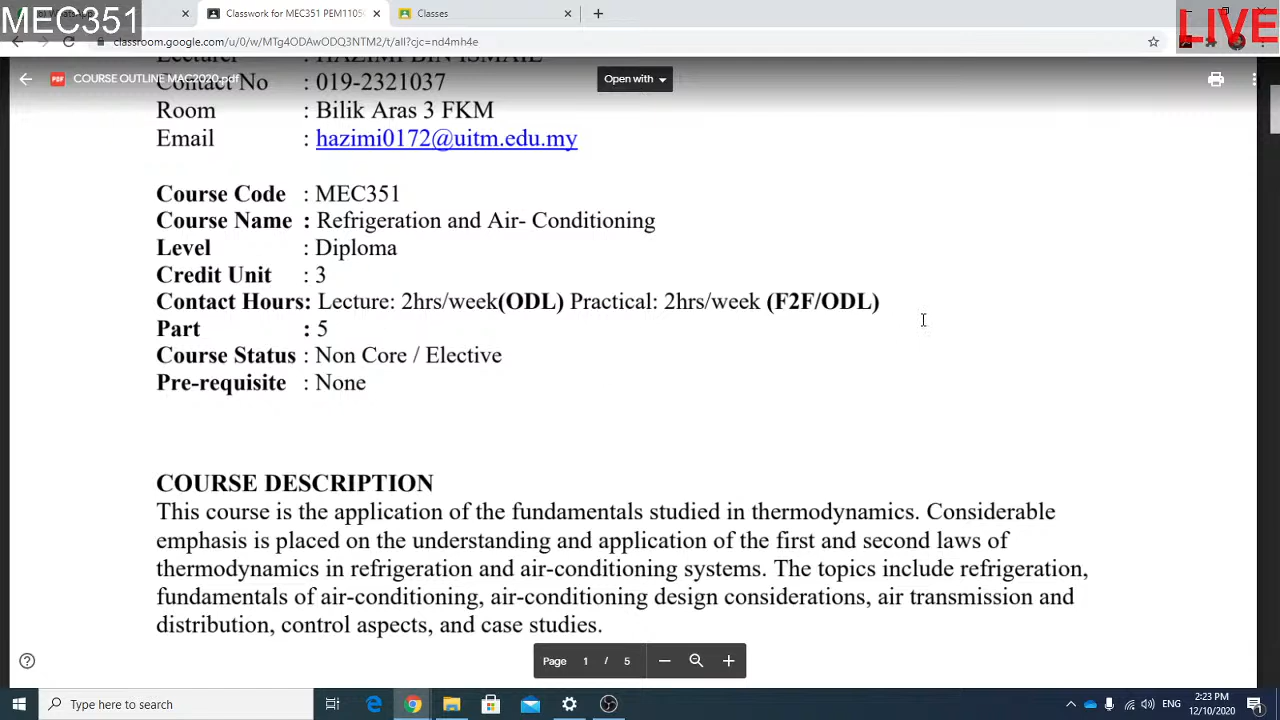 MEC351
LIVE
Classwork for MEC351 PEM110
Classes
classroom.google.com/u/0/w/MTg4ODAwODQ3NTM2/t/all?cjc=nd4mh4e
COURSE OUTLINE MAC2020.pdf
Open with
Contact No : 019-2321037
Room : Bilik Aras 3 FKM
Email : hazimi0172@uitm.edu.my
Course Code : MEC351
Course Name : Refrigeration and Air- Conditioning
Level : Diploma
Credit Unit : 3
Contact Hours: Lecture: 2hrs/week(ODL) Practical: 2hrs/week (F2F/ODL)
Part : 5
Course Status : Non Core / Elective
Pre-requisite : None
COURSE DESCRIPTION
This course is the application of the fundamentals studied in thermodynamics. Considerable
emphasis is placed on the understanding and application of the first and second laws of
thermodynamics in refrigeration and air-conditioning systems. The topics include refrigeration,
fundamentals of air-conditioning, air-conditioning design considerations, air transmission and
distribution, control aspects, and case studies.
Page 1 / 5
Type here to search
ENG
2:23 PM
12/10/2020